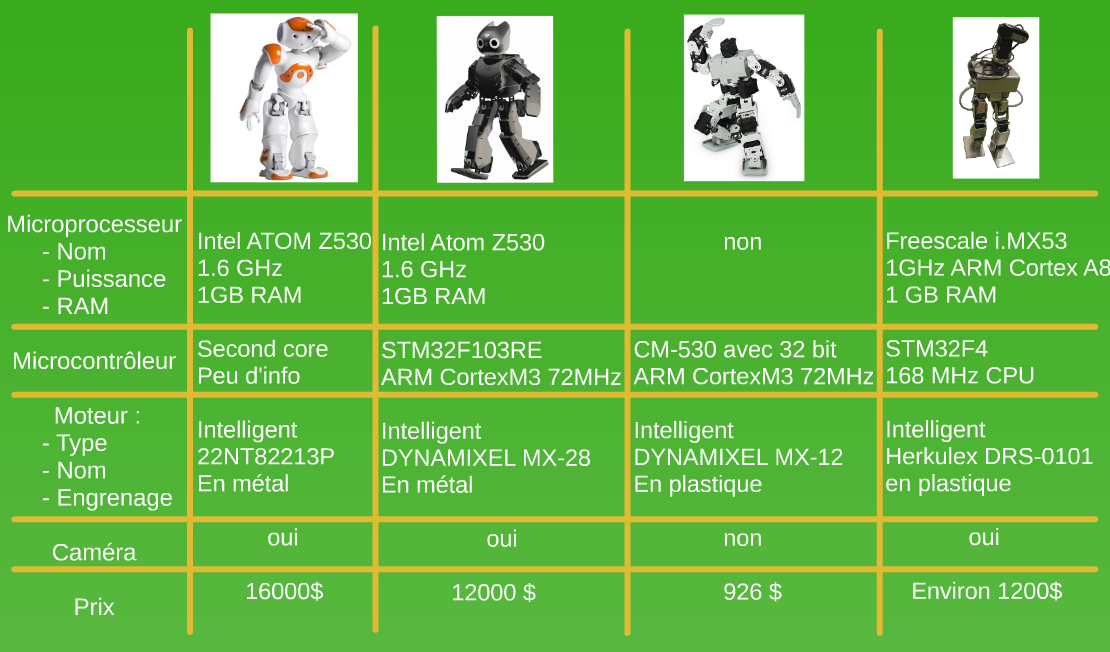 Microprocesseur
- Nom
- Puissance
- RAM
Intel ATOM Z530
1.6 GHz
1GB RAM
Intel Atom Z530
1.6 GHz
1GB RAM
non
Freescale i.MX53
1GHz ARM Cortex A8
1 GB RAM
Microcontrôleur
Second core
Peu d'info
STM32F103RE
ARM CortexM3 72MHz
CM-530 avec 32 bit
ARM CortexM3 72MHz
STM32F4
168 MHz CPU
Moteur :
- Type
- Nom
- Engrenage
Intelligent
22NT82213P
En métal
Intelligent
DYNAMIXEL MX-28
En métal
Intelligent
DYNAMIXEL MX-12
En plastique
Intelligent
Herkulex DRS-0101
en plastique
Caméra
oui
oui
non
oui
Prix
16000$
12000 $
926 $
Environ 1200$